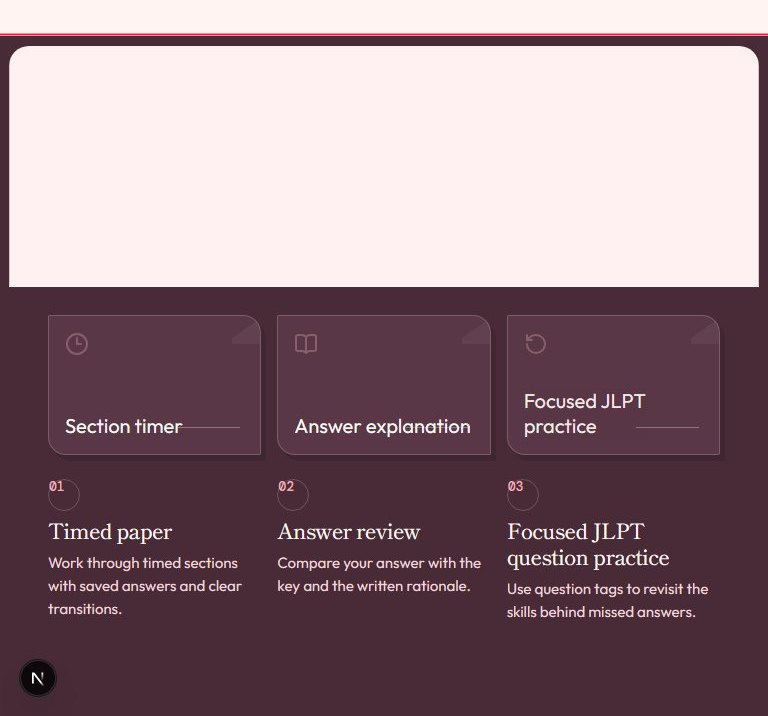 Section timer
Answer explanation
Focused JLPT
practice
01
Timed paper
Work through timed sections
with saved answers and clear
transitions.
02
Answer review
Compare your answer with the
key and the written rationale.
03
Focused JLPT
question practice
Use question tags to revisit the
skills behind missed answers.
N